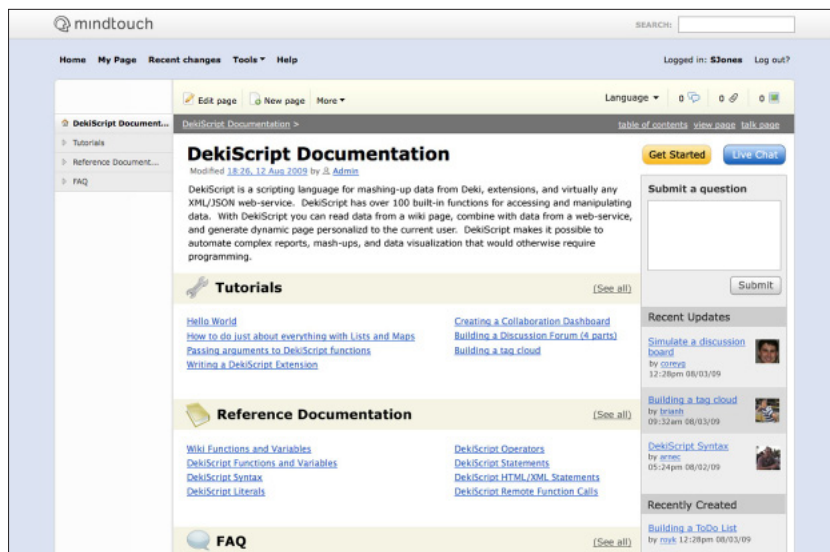 mindtouch
SEARCH:
Home My Page Recent changes Tools Help
Logged in: SJones Log out?
Edit page New page More
Language 0 0 0
DekiScript Document...
Tutorials
Reference Document...
FAQ
DekiScript Documentation >
table of contents view page talk page
DekiScript Documentation
Modified 18:26, 12 Aug 2009 by Admin
DekiScript is a scripting language for mashing-up data from Deki, extensions, and virtually any
XML/JSON web-service. DekiScript has over 100 built-in functions for accessing and manipulating
data. With DekiScript you can read data from a wiki page, combine with data from a web-service,
and generate dynamic page personalizd to the current user. DekiScript makes it possible to
automate complex reports, mash-ups, and data visualization that would otherwise require
programming.
Tutorials (See all)
Hello World
How to do just about everything with Lists and Maps
Passing arguments to DekiScript functions
Writing a DekiScript Extension
Creating a Collaboration Dashboard
Building a Discussion Forum (4 parts)
Building a tag cloud
Reference Documentation (See all)
Wiki Functions and Variables
DekiScript Functions and Variables
DekiScript Syntax
DekiScript Literals
DekiScript Operators
DekiScript Statements
DekiScript HTML/XML Statements
DekiScript Remote Function Calls
FAQ (See all)
Get Started Live Chat
Submit a question
Submit
Recent Updates
Simulate a discussion
board
by coreyg
12:28pm 08/03/09
Building a tag cloud
by brianh
09:32am 08/03/09
DekiScript Syntax
by arnec
05:24pm 08/02/09
Recently Created
Building a ToDo List
by royk 12:28pm 08/03/09